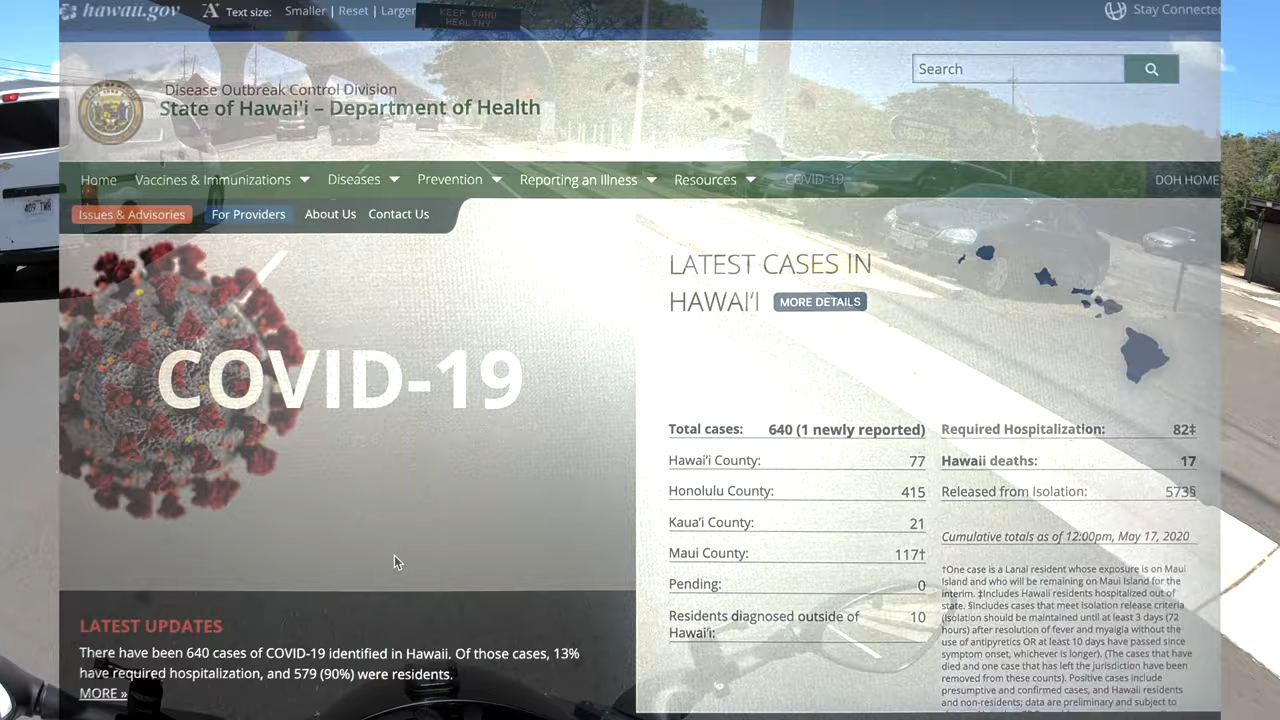 hawaii.gov
Text size: Smaller | Reset | Larger
KEEP OAHU
HEALTHY
Stay Connected
Disease Outbreak Control Division
State of Hawai'i – Department of Health
Search
Home Vaccines & Immunizations Diseases Prevention Reporting an Illness Resources COVID-19 DOH HOME
Issues & Advisories For Providers About Us Contact Us
COVID-19
LATEST CASES IN
HAWAI'I MORE DETAILS
Total cases: 640 (1 newly reported)
Hawai'i County: 77
Honolulu County: 415
Kaua'i County: 21
Maui County: 117†
Pending: 0
Residents diagnosed outside of
Hawai'i: 10
Required Hospitalization: 82‡
Hawaii deaths: 17
Released from Isolation: 573§
Cumulative totals as of 12:00pm, May 17, 2020
†One case is a Lanai resident whose exposure is on Maui
Island and who will be remaining on Maui Island for the
interim. ‡Includes Hawaii residents hospitalized out of
state. §Includes cases that meet isolation release criteria
(Isolation should be maintained until at least 3 days (72
hours) after resolution of fever and myalgia without the
use of antipyretics OR at least 10 days have passed since
symptom onset, whichever is longer). (The cases that have
died and one case that has left the jurisdiction have been
removed from these counts). Positive cases include
presumptive and confirmed cases, and Hawaii residents
and non-residents; data are preliminary and subject to
LATEST UPDATES
There have been 640 cases of COVID-19 identified in Hawaii. Of those cases, 13%
have required hospitalization, and 579 (90%) were residents.
MORE »